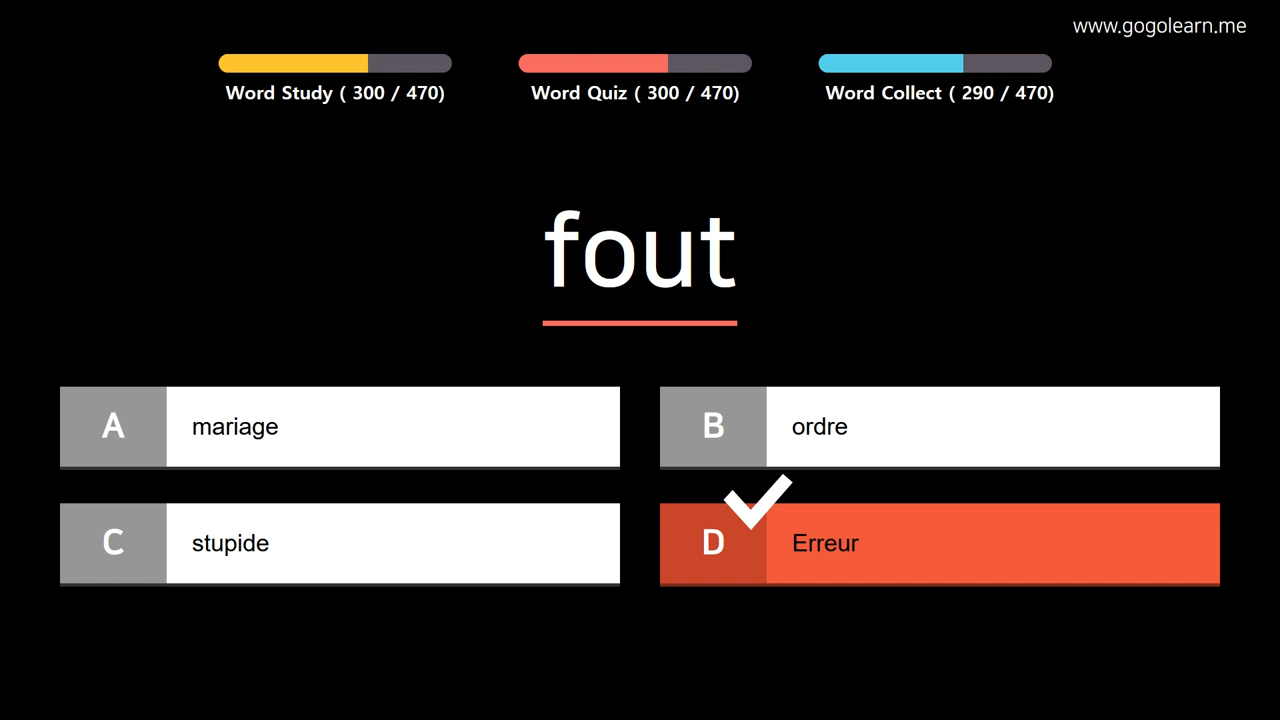 www.gogolearn.me
Word Study ( 300 / 470)
Word Quiz ( 300 / 470)
Word Collect ( 290 / 470)
fout
A mariage
B ordre
C stupide
D Erreur